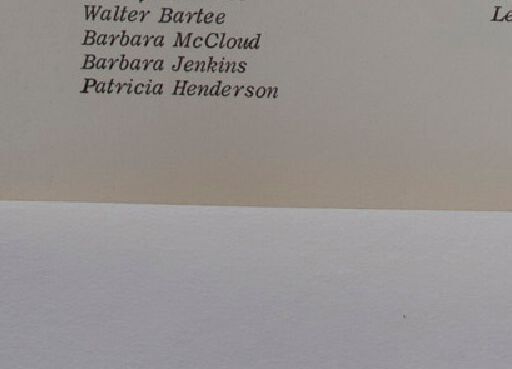 Walter Bartee
Barbara McCloud
Barbara Jenkins
Patricia Henderson